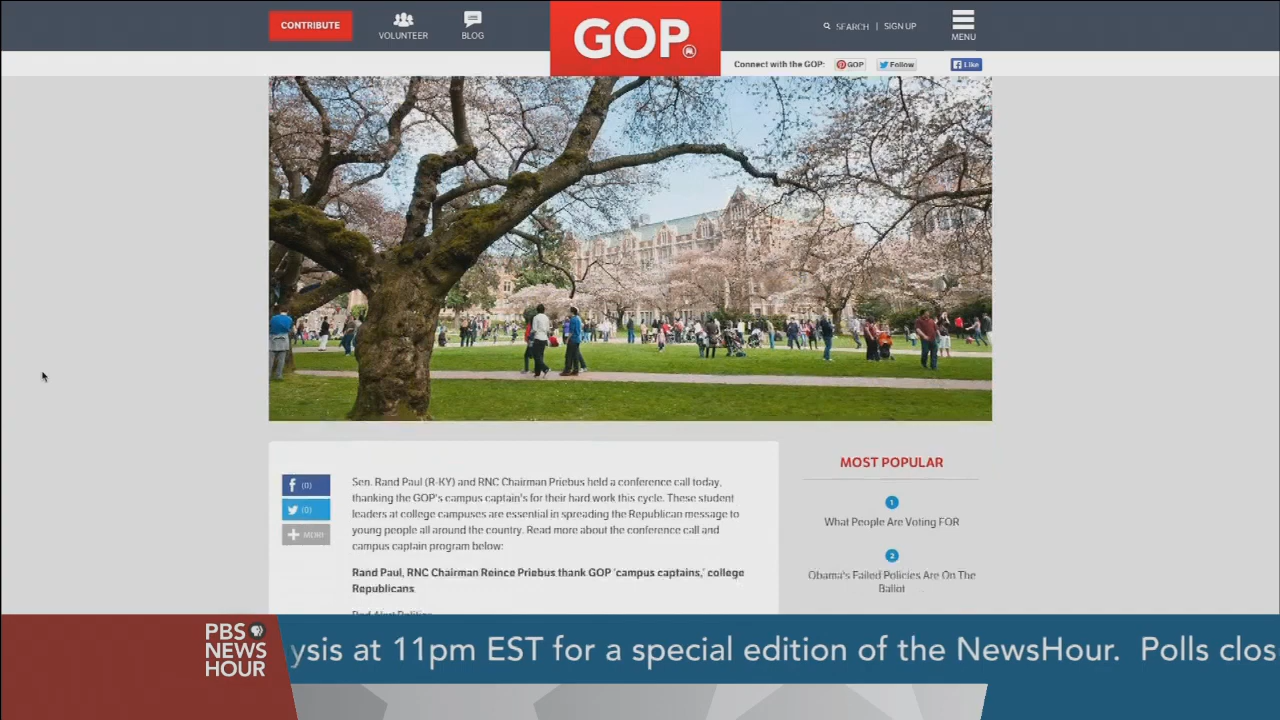 CONTRIBUTE
VOLUNTEER
BLOG
GOP
SEARCH | SIGN UP
MENU
Connect with the GOP:
GOP
Follow
Like
(0)
(0)
MORE
Sen. Rand Paul (R-KY) and RNC Chairman Priebus held a conference call today,
thanking the GOP's campus captain's for their hard work this cycle. These student
leaders at college campuses are essential in spreading the Republican message to
young people all around the country. Read more about the conference call and
campus captain program below:
Rand Paul, RNC Chairman Reince Priebus thank GOP 'campus captains,' college
Republicans
MOST POPULAR
1
What People Are Voting FOR
2
Obama's Failed Policies Are On The
Ballot
PBS
NEWS
HOUR
ysis at 11pm EST for a special edition of the NewsHour. Polls clos